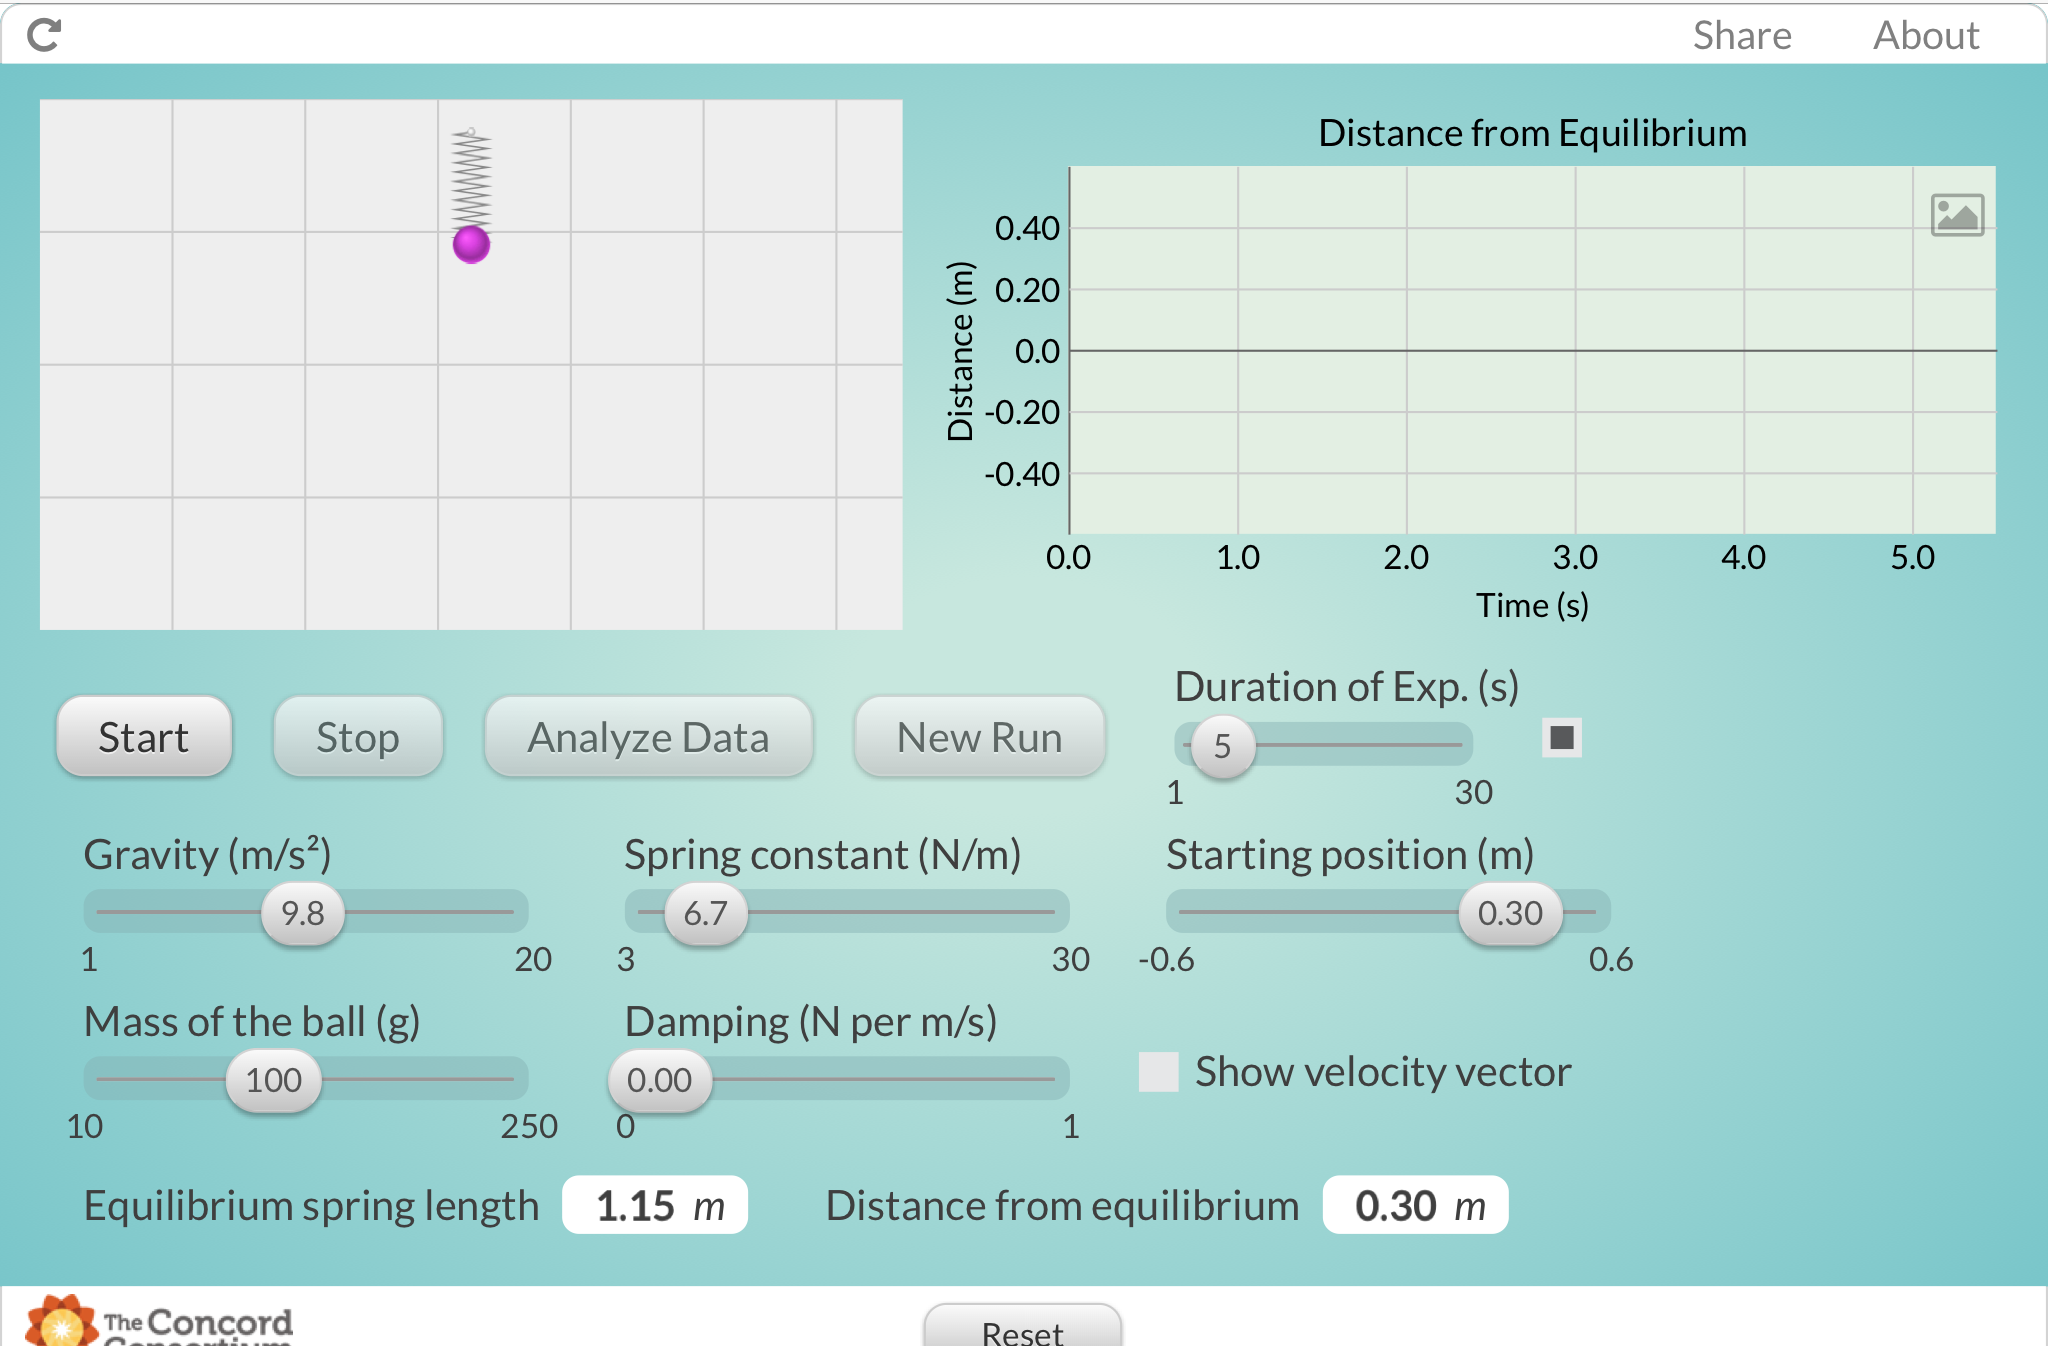 Share About
Distance from Equilibrium
Distance (m)
0.40
0.20
0.0
-0.20
-0.40
0.0 1.0 2.0 3.0 4.0 5.0
Time (s)
Start Stop Analyze Data New Run
Duration of Exp. (s)
5
1 30
Gravity (m/s²)
9.8
1 20
Spring constant (N/m)
6.7
3 30
Starting position (m)
0.30
-0.6 0.6
Mass of the ball (g)
100
10 250
Damping (N per m/s)
0.00
0 1
Show velocity vector
Equilibrium spring length 1.15 m
Distance from equilibrium 0.30 m
The Concord
Consortium
Reset